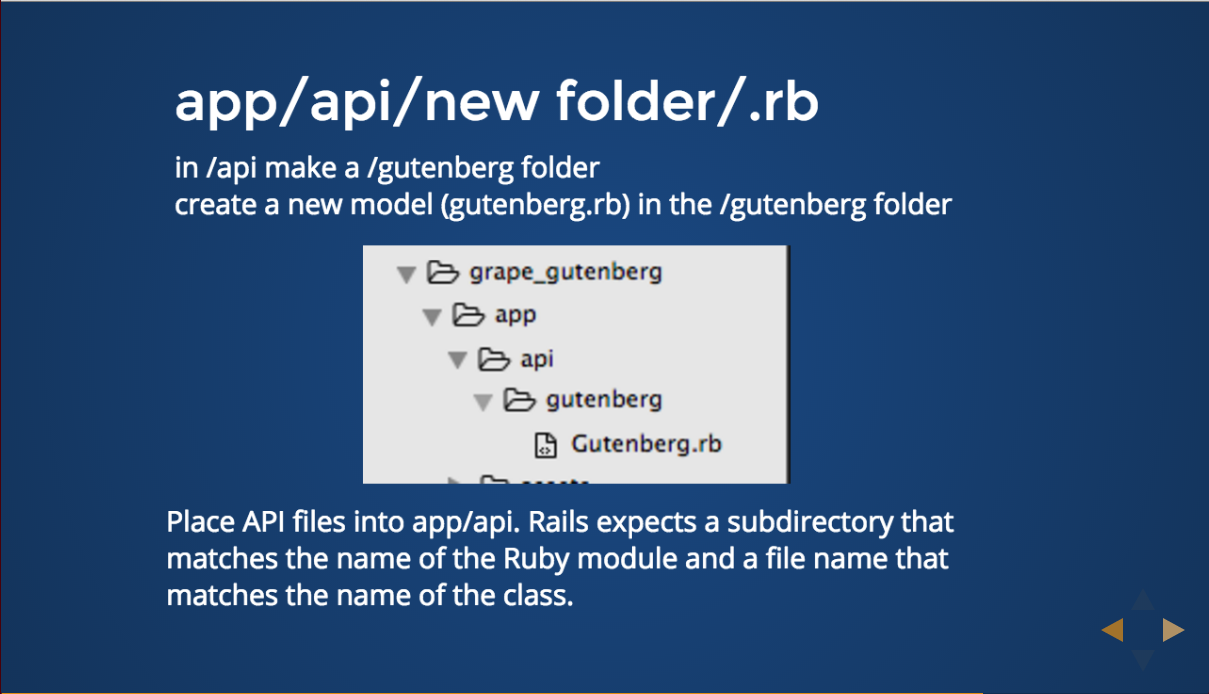 app/api/new folder/.rb
in /api make a /gutenberg folder
create a new model (gutenberg.rb) in the /gutenberg folder
grape_gutenberg
app
api
gutenberg
Gutenberg.rb
Place API files into app/api. Rails expects a subdirectory that
matches the name of the Ruby module and a file name that
matches the name of the class.